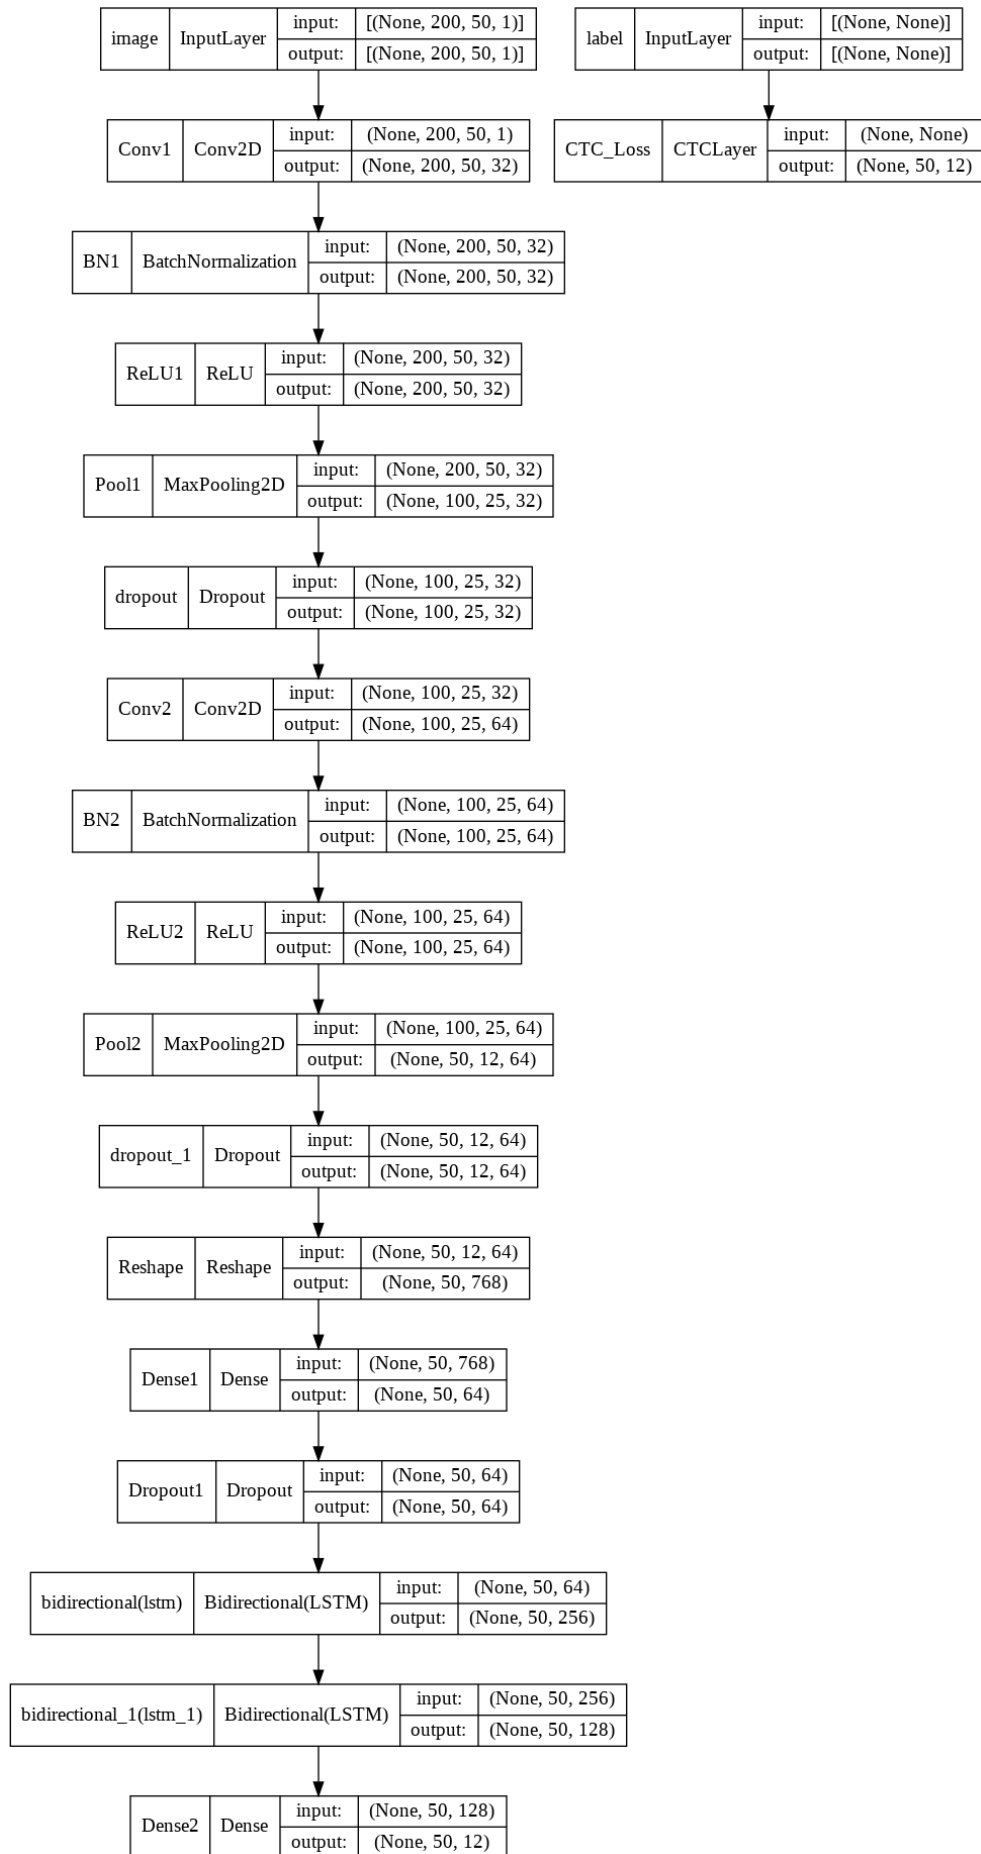 image InputLayer input: [(None, 200, 50, 1)]
output: [(None, 200, 50, 1)]
label InputLayer input: [(None, None)]
output: [(None, None)]
Conv1 Conv2D input: (None, 200, 50, 1)
output: (None, 200, 50, 32)
CTC_Loss CTCLayer input: (None, None)
output: (None, 50, 12)
BN1 BatchNormalization input: (None, 200, 50, 32)
output: (None, 200, 50, 32)
ReLU1 ReLU input: (None, 200, 50, 32)
output: (None, 200, 50, 32)
Pool1 MaxPooling2D input: (None, 200, 50, 32)
output: (None, 100, 25, 32)
dropout Dropout input: (None, 100, 25, 32)
output: (None, 100, 25, 32)
Conv2 Conv2D input: (None, 100, 25, 32)
output: (None, 100, 25, 64)
BN2 BatchNormalization input: (None, 100, 25, 64)
output: (None, 100, 25, 64)
ReLU2 ReLU input: (None, 100, 25, 64)
output: (None, 100, 25, 64)
Pool2 MaxPooling2D input: (None, 100, 25, 64)
output: (None, 50, 12, 64)
dropout_1 Dropout input: (None, 50, 12, 64)
output: (None, 50, 12, 64)
Reshape Reshape input: (None, 50, 12, 64)
output: (None, 50, 768)
Dense1 Dense input: (None, 50, 768)
output: (None, 50, 64)
Dropout1 Dropout input: (None, 50, 64)
output: (None, 50, 64)
bidirectional(lstm) Bidirectional(LSTM) input: (None, 50, 64)
output: (None, 50, 256)
bidirectional_1(lstm_1) Bidirectional(LSTM) input: (None, 50, 256)
output: (None, 50, 128)
Dense2 Dense input: (None, 50, 128)
output: (None, 50, 12)